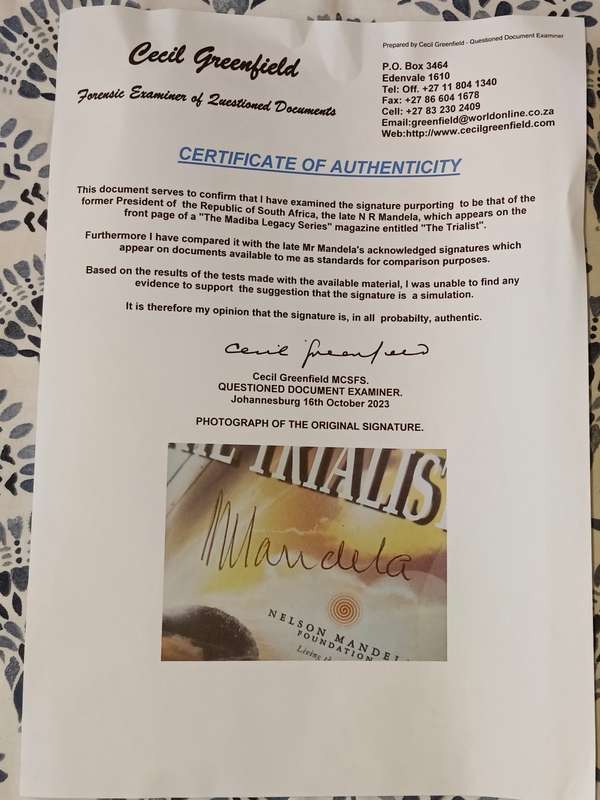 Prepared by Cecil Greenfield - Questioned Document Examiner
Cecil Greenfield
Forensic Examiner of Questioned Documents
P.O. Box 3464
Edenvale 1610
Tel: Off. +27 11 804 1340
Fax: +27 86 604 1678
Cell: +27 83 230 2409
Email:greenfield@worldonline.co.za
Web:http://www.cecilgreenfield.com
CERTIFICATE OF AUTHENTICITY
This document serves to confirm that I have examined the signature purporting to be that of the
former President of the Republic of South Africa, the late N R Mandela, which appears on the
front page of a "The Madiba Legacy Series" magazine entitled "The Trialist".
Furthermore I have compared it with the late Mr Mandela's acknowledged signatures which
appear on documents available to me as standards for comparison purposes.
Based on the results of the tests made with the available material, I was unable to find any
evidence to support the suggestion that the signature is a simulation.
It is therefore my opinion that the signature is, in all probabilty, authentic.
Cecil Greenfield
Cecil Greenfield MCSFS.
QUESTIONED DOCUMENT EXAMINER.
Johannesburg 16th October 2023
PHOTOGRAPH OF THE ORIGINAL SIGNATURE.
TRIALIST
NMandela
NELSON MANDEL
FOUNDATION
Living